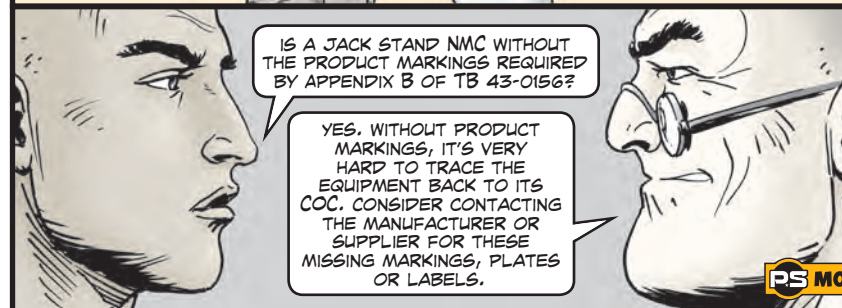 IS A JACK STAND NMC WITHOUT
THE PRODUCT MARKINGS REQUIRED
BY APPENDIX B OF TB 43-0156?
YES. WITHOUT PRODUCT
MARKINGS, IT'S VERY
HARD TO TRACE THE
EQUIPMENT BACK TO ITS
COC. CONSIDER CONTACTING
THE MANUFACTURER OR
SUPPLIER FOR THESE
MISSING MARKINGS, PLATES
OR LABELS.
PS MO